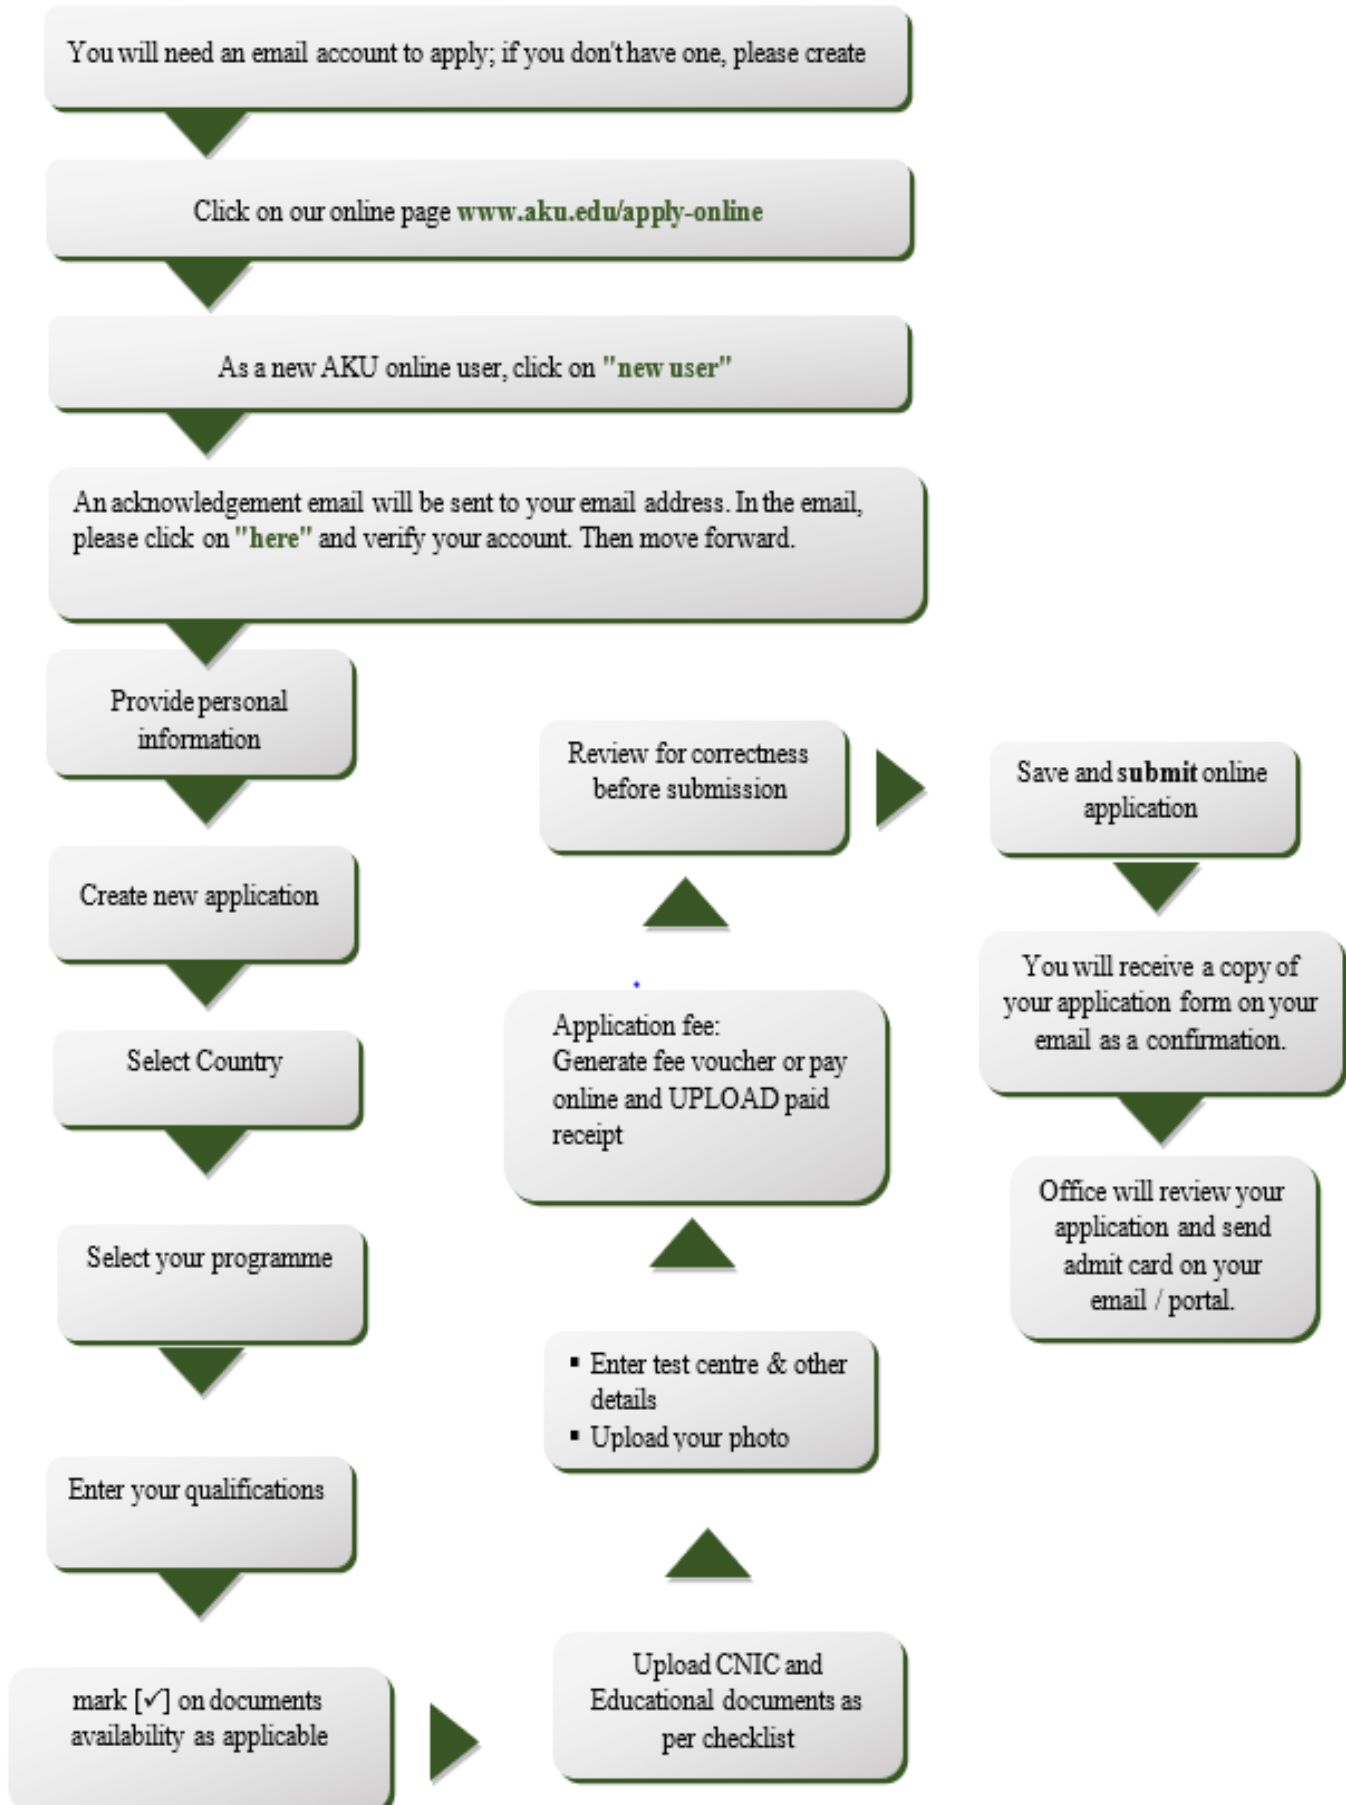 You will need an email account to apply; if you don't have one, please create
Click on our online page www.aku.edu/apply-online
As a new AKU online user, click on "new user"
An acknowledgement email will be sent to your email address. In the email,
please click on "here" and verify your account. Then move forward.
Provide personal
information
Create new application
Select Country
Select your programme
Enter your qualifications
mark [✓] on documents
availability as applicable
Upload CNIC and
Educational documents as
per checklist
▪ Enter test centre & other
details
▪ Upload your photo
Application fee:
Generate fee voucher or pay
online and UPLOAD paid
receipt
Review for correctness
before submission
Save and submit online
application
You will receive a copy of
your application form on your
email as a confirmation.
Office will review your
application and send
admit card on your
email / portal.